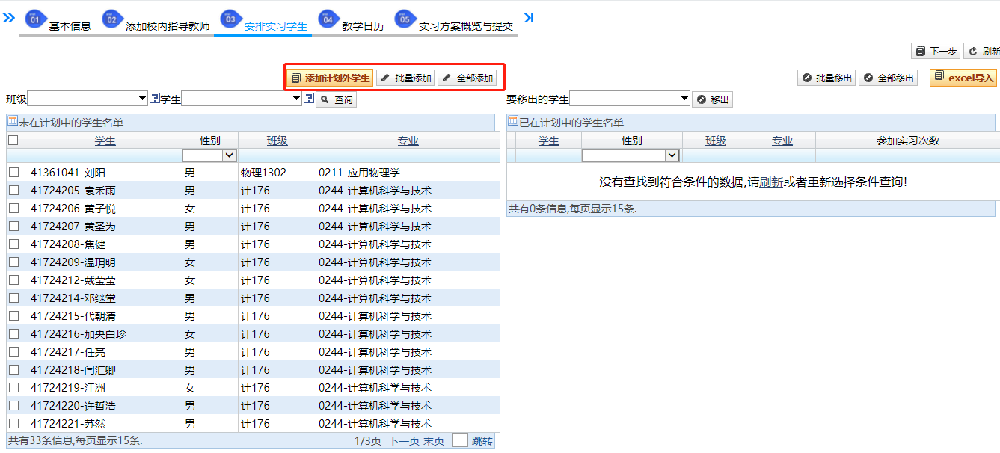 01 基本信息 02 添加校内指导教师 03 安排实习学生 04 教学日历 05 实习方案概览与提交
下一步 刷新
添加计划外学生 批量添加 全部添加 批量移出 全部移出 excel导入
班级 学生 查询 要移出的学生 移出
未在计划中的学生名单
学生 性别 班级 专业
41361041-刘阳 男 物理1302 0211-应用物理学
41724205-袁禾雨 男 计176 0244-计算机科学与技术
41724206-黄子悦 女 计176 0244-计算机科学与技术
41724207-黄圣为 男 计176 0244-计算机科学与技术
41724208-焦健 男 计176 0244-计算机科学与技术
41724209-温玥明 女 计176 0244-计算机科学与技术
41724212-戴莹莹 女 计176 0244-计算机科学与技术
41724214-邓继堂 男 计176 0244-计算机科学与技术
41724215-代朝清 男 计176 0244-计算机科学与技术
41724216-加央白珍 女 计176 0244-计算机科学与技术
41724217-任亮 男 计176 0244-计算机科学与技术
41724218-闫汇卿 男 计176 0244-计算机科学与技术
41724219-江洲 女 计176 0244-计算机科学与技术
41724220-许哲浩 男 计176 0244-计算机科学与技术
41724221-苏然 男 计176 0244-计算机科学与技术
共有33条信息,每页显示15条. 1/3页 下一页 末页 跳转
已在计划中的学生名单
学生 性别 班级 专业 参加实习次数
没有查找到符合条件的数据,请刷新或者重新选择条件查询!
共有0条信息,每页显示15条.